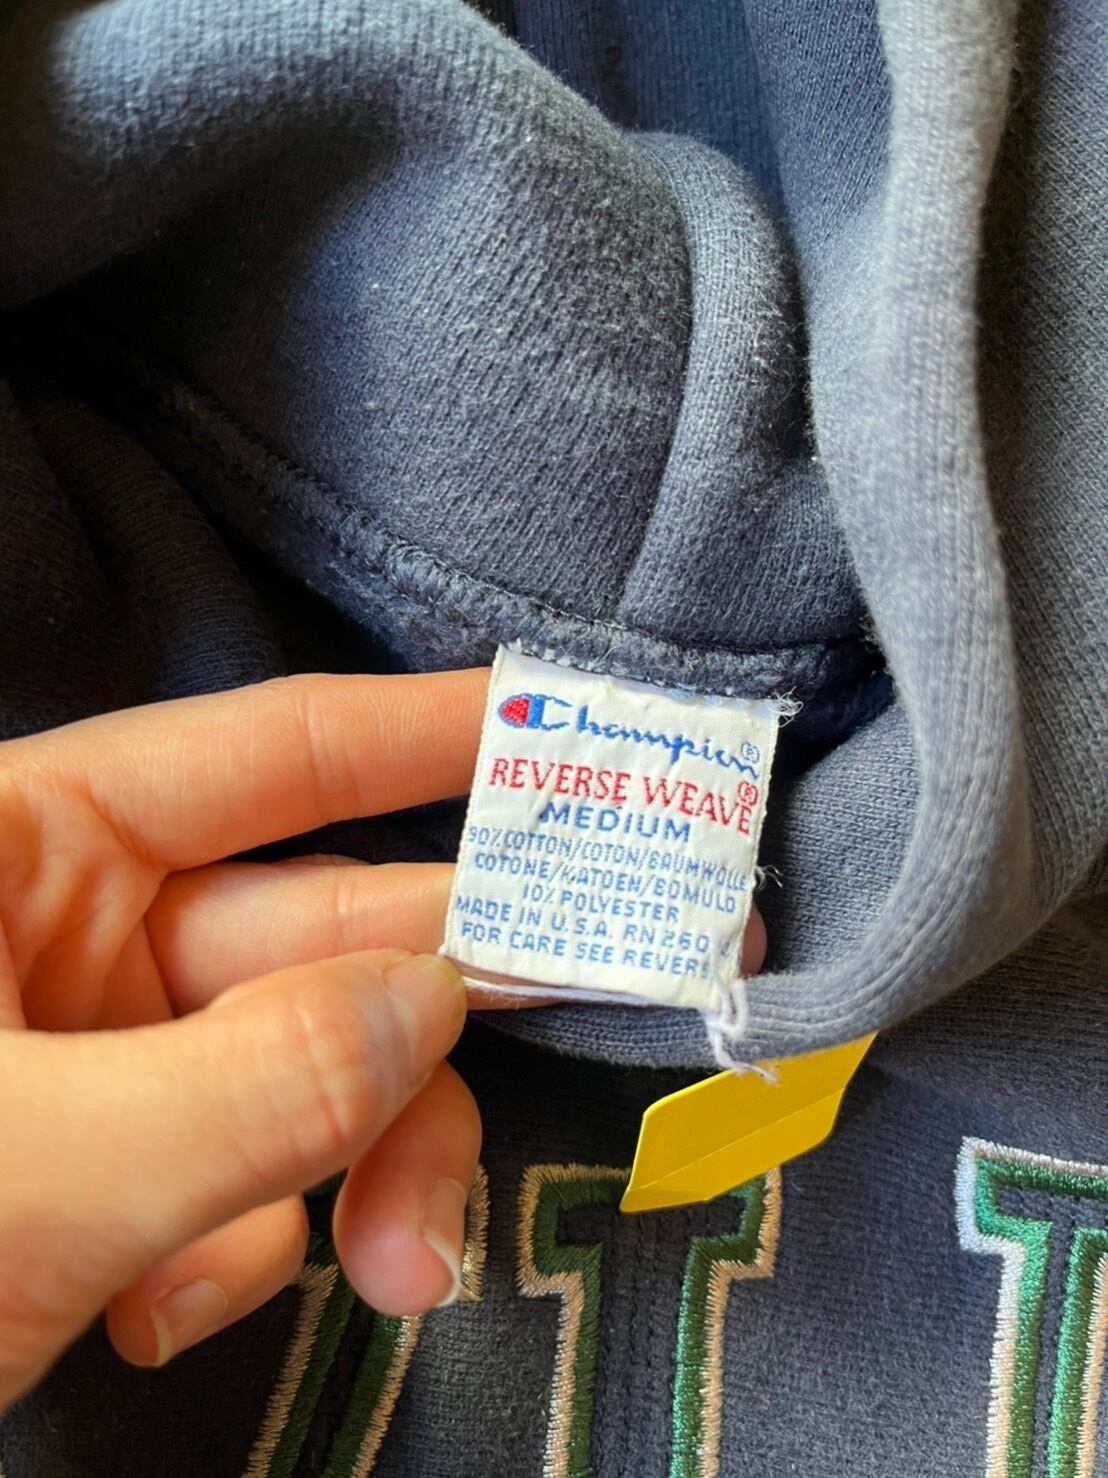 Champion®
REVERSE WEAVE®
MEDIUM
90% COTTON/COTON/BAUMWOLLE
COTONE/KATOEN/BOMULD
10% POLYESTER
MADE IN U.S.A. RN 260
FOR CARE SEE REVERS